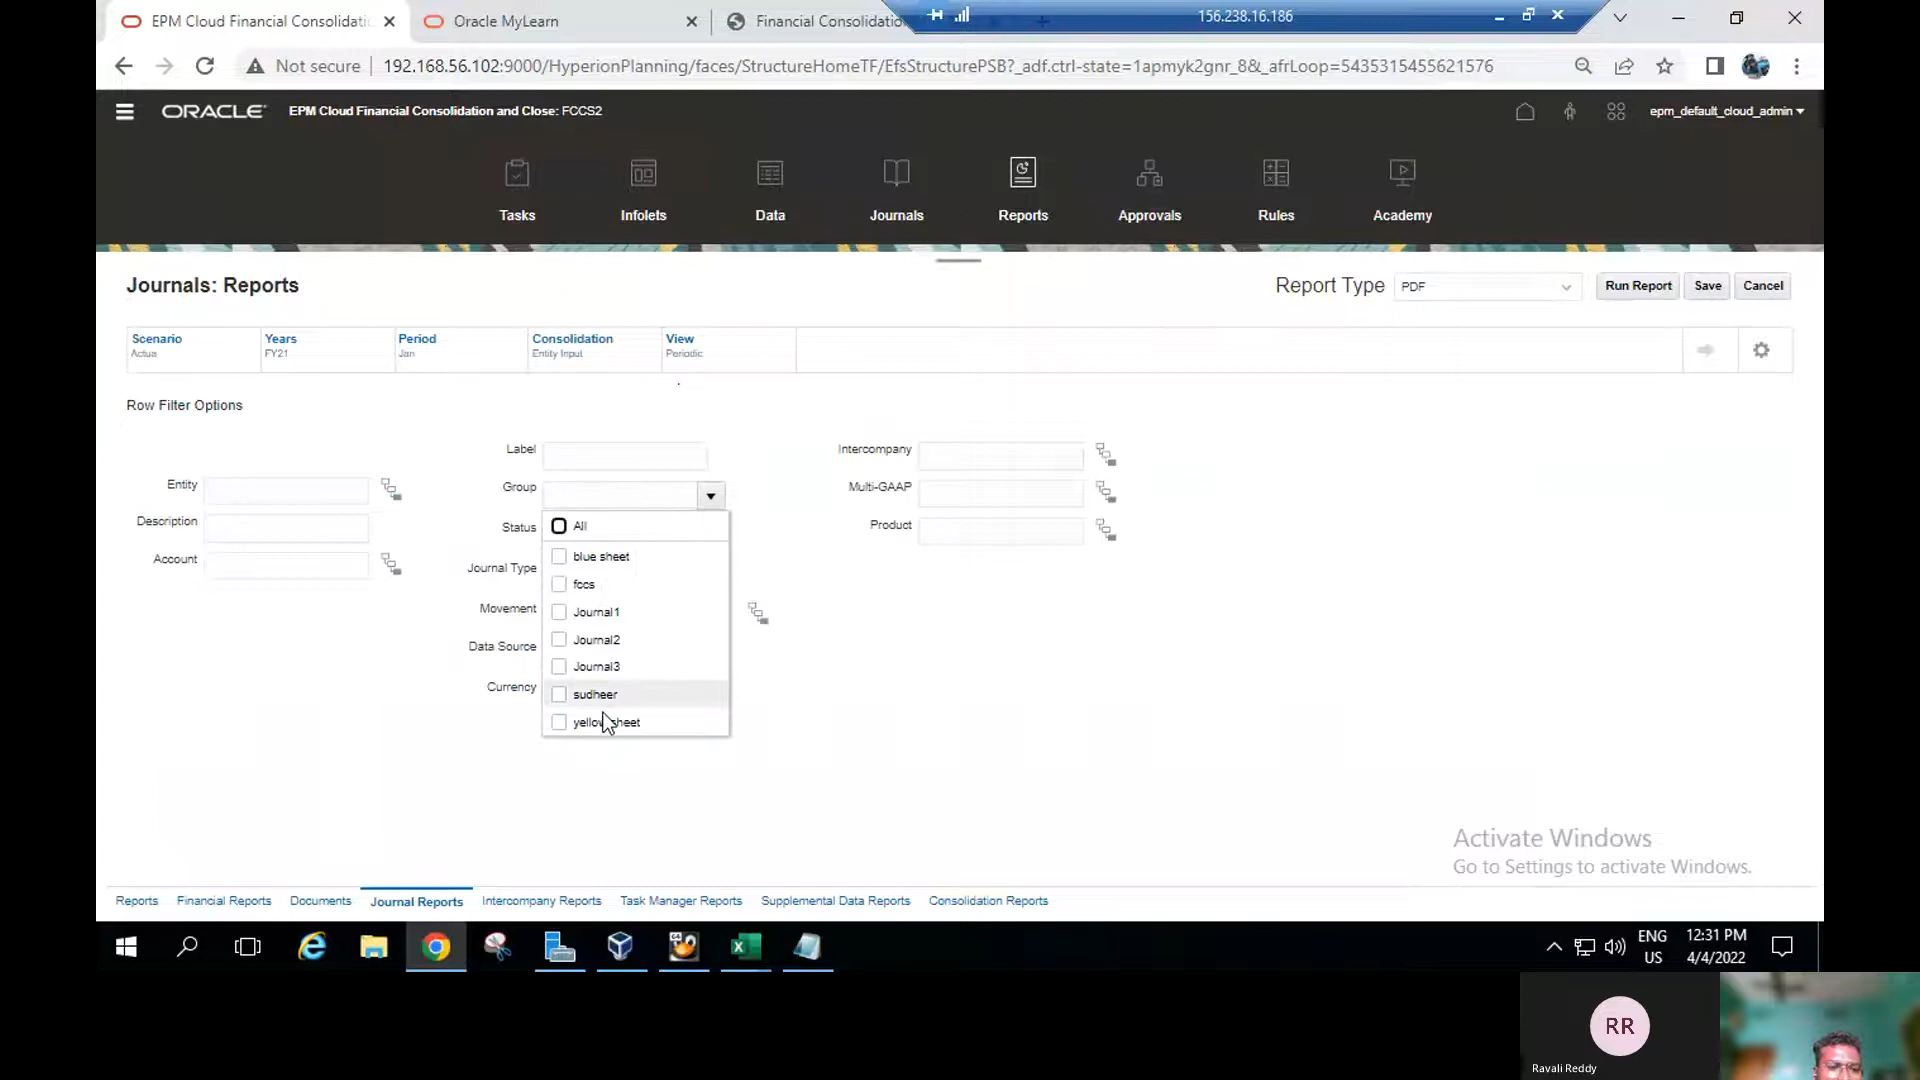 EPM Cloud Financial Consolidati
Oracle MyLearn
Financial Consolidatio
156.238.16.186
Not secure
192.168.56.102:9000/HyperionPlanning/faces/StructureHomeTF/EfsStructurePSB?_adf.ctrl-state=1apmyk2gnr_8&_afrLoop=5435315455621576
ORACLE
EPM Cloud Financial Consolidation and Close: FCCS2
epm_default_cloud_admin
Tasks
Infolets
Data
Journals
Reports
Approvals
Rules
Academy
Journals: Reports
Report Type
PDF
Run Report
Save
Cancel
Scenario
Years
Period
Consolidation
View
Actua
FY21
Jan
Entity Input
Periodic
Row Filter Options
Label
Intercompany
Entity
Group
Multi-GAAP
Description
Status
All
Product
Account
Journal Type
blue sheet
fccs
Movement
Journal1
Data Source
Journal2
Journal3
Currency
sudheer
Activate Windows
Go to Settings to activate Windows.
Reports
Financial Reports
Documents
Journal Reports
Intercompany Reports
Task Manager Reports
Supplemental Data Reports
Consolidation Reports
ENG
US
12:31 PM
4/4/2022
RR
Ravali Reddy